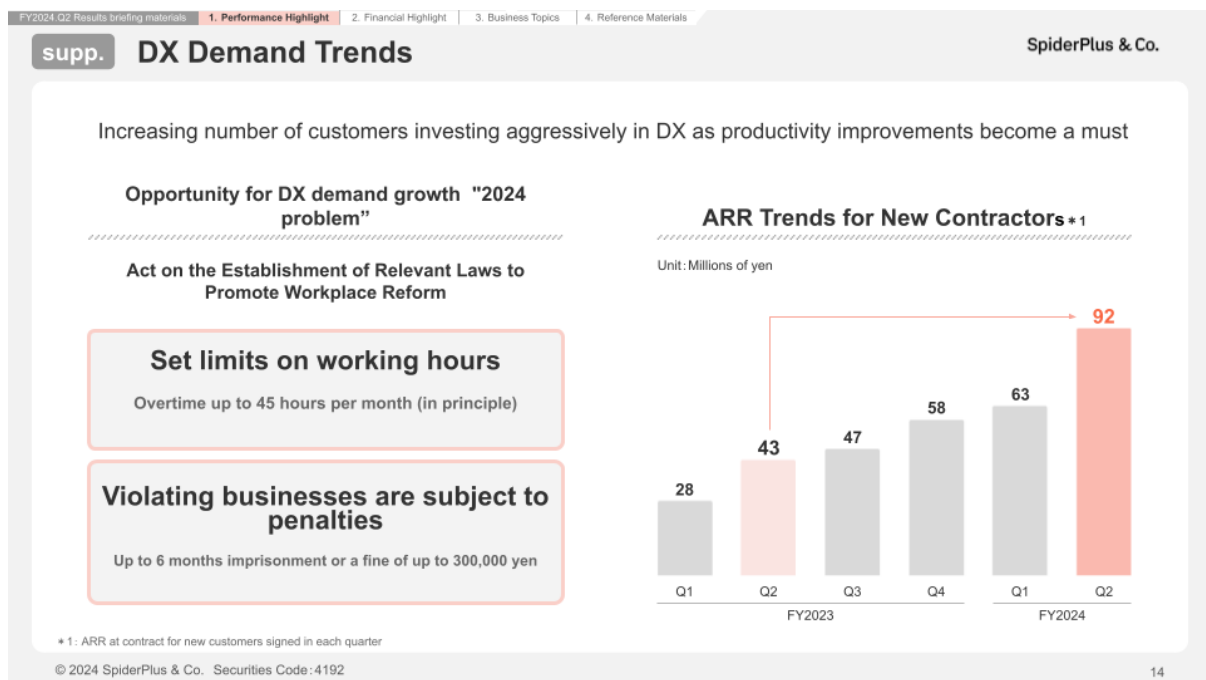 FY2024 Q2 Results briefing materials
1. Performance Highlight
2. Financial Highlight
3. Business Topics
4. Reference Materials
supp.
DX Demand Trends
SpiderPlus & Co.
Increasing number of customers investing aggressively in DX as productivity improvements become a must
Opportunity for DX demand growth "2024
problem”
Act on the Establishment of Relevant Laws to
Promote Workplace Reform
Set limits on working hours
Overtime up to 45 hours per month (in principle)
Violating businesses are subject to
penalties
Up to 6 months imprisonment or a fine of up to 300,000 yen
ARR Trends for New Contractors＊1
Unit：Millions of yen
28
43
47
58
63
92
Q1
Q2
Q3
Q4
Q1
Q2
FY2023
FY2024
＊1： ARR at contract for new customers signed in each quarter
© 2024 SpiderPlus & Co. Securities Code：4192
14